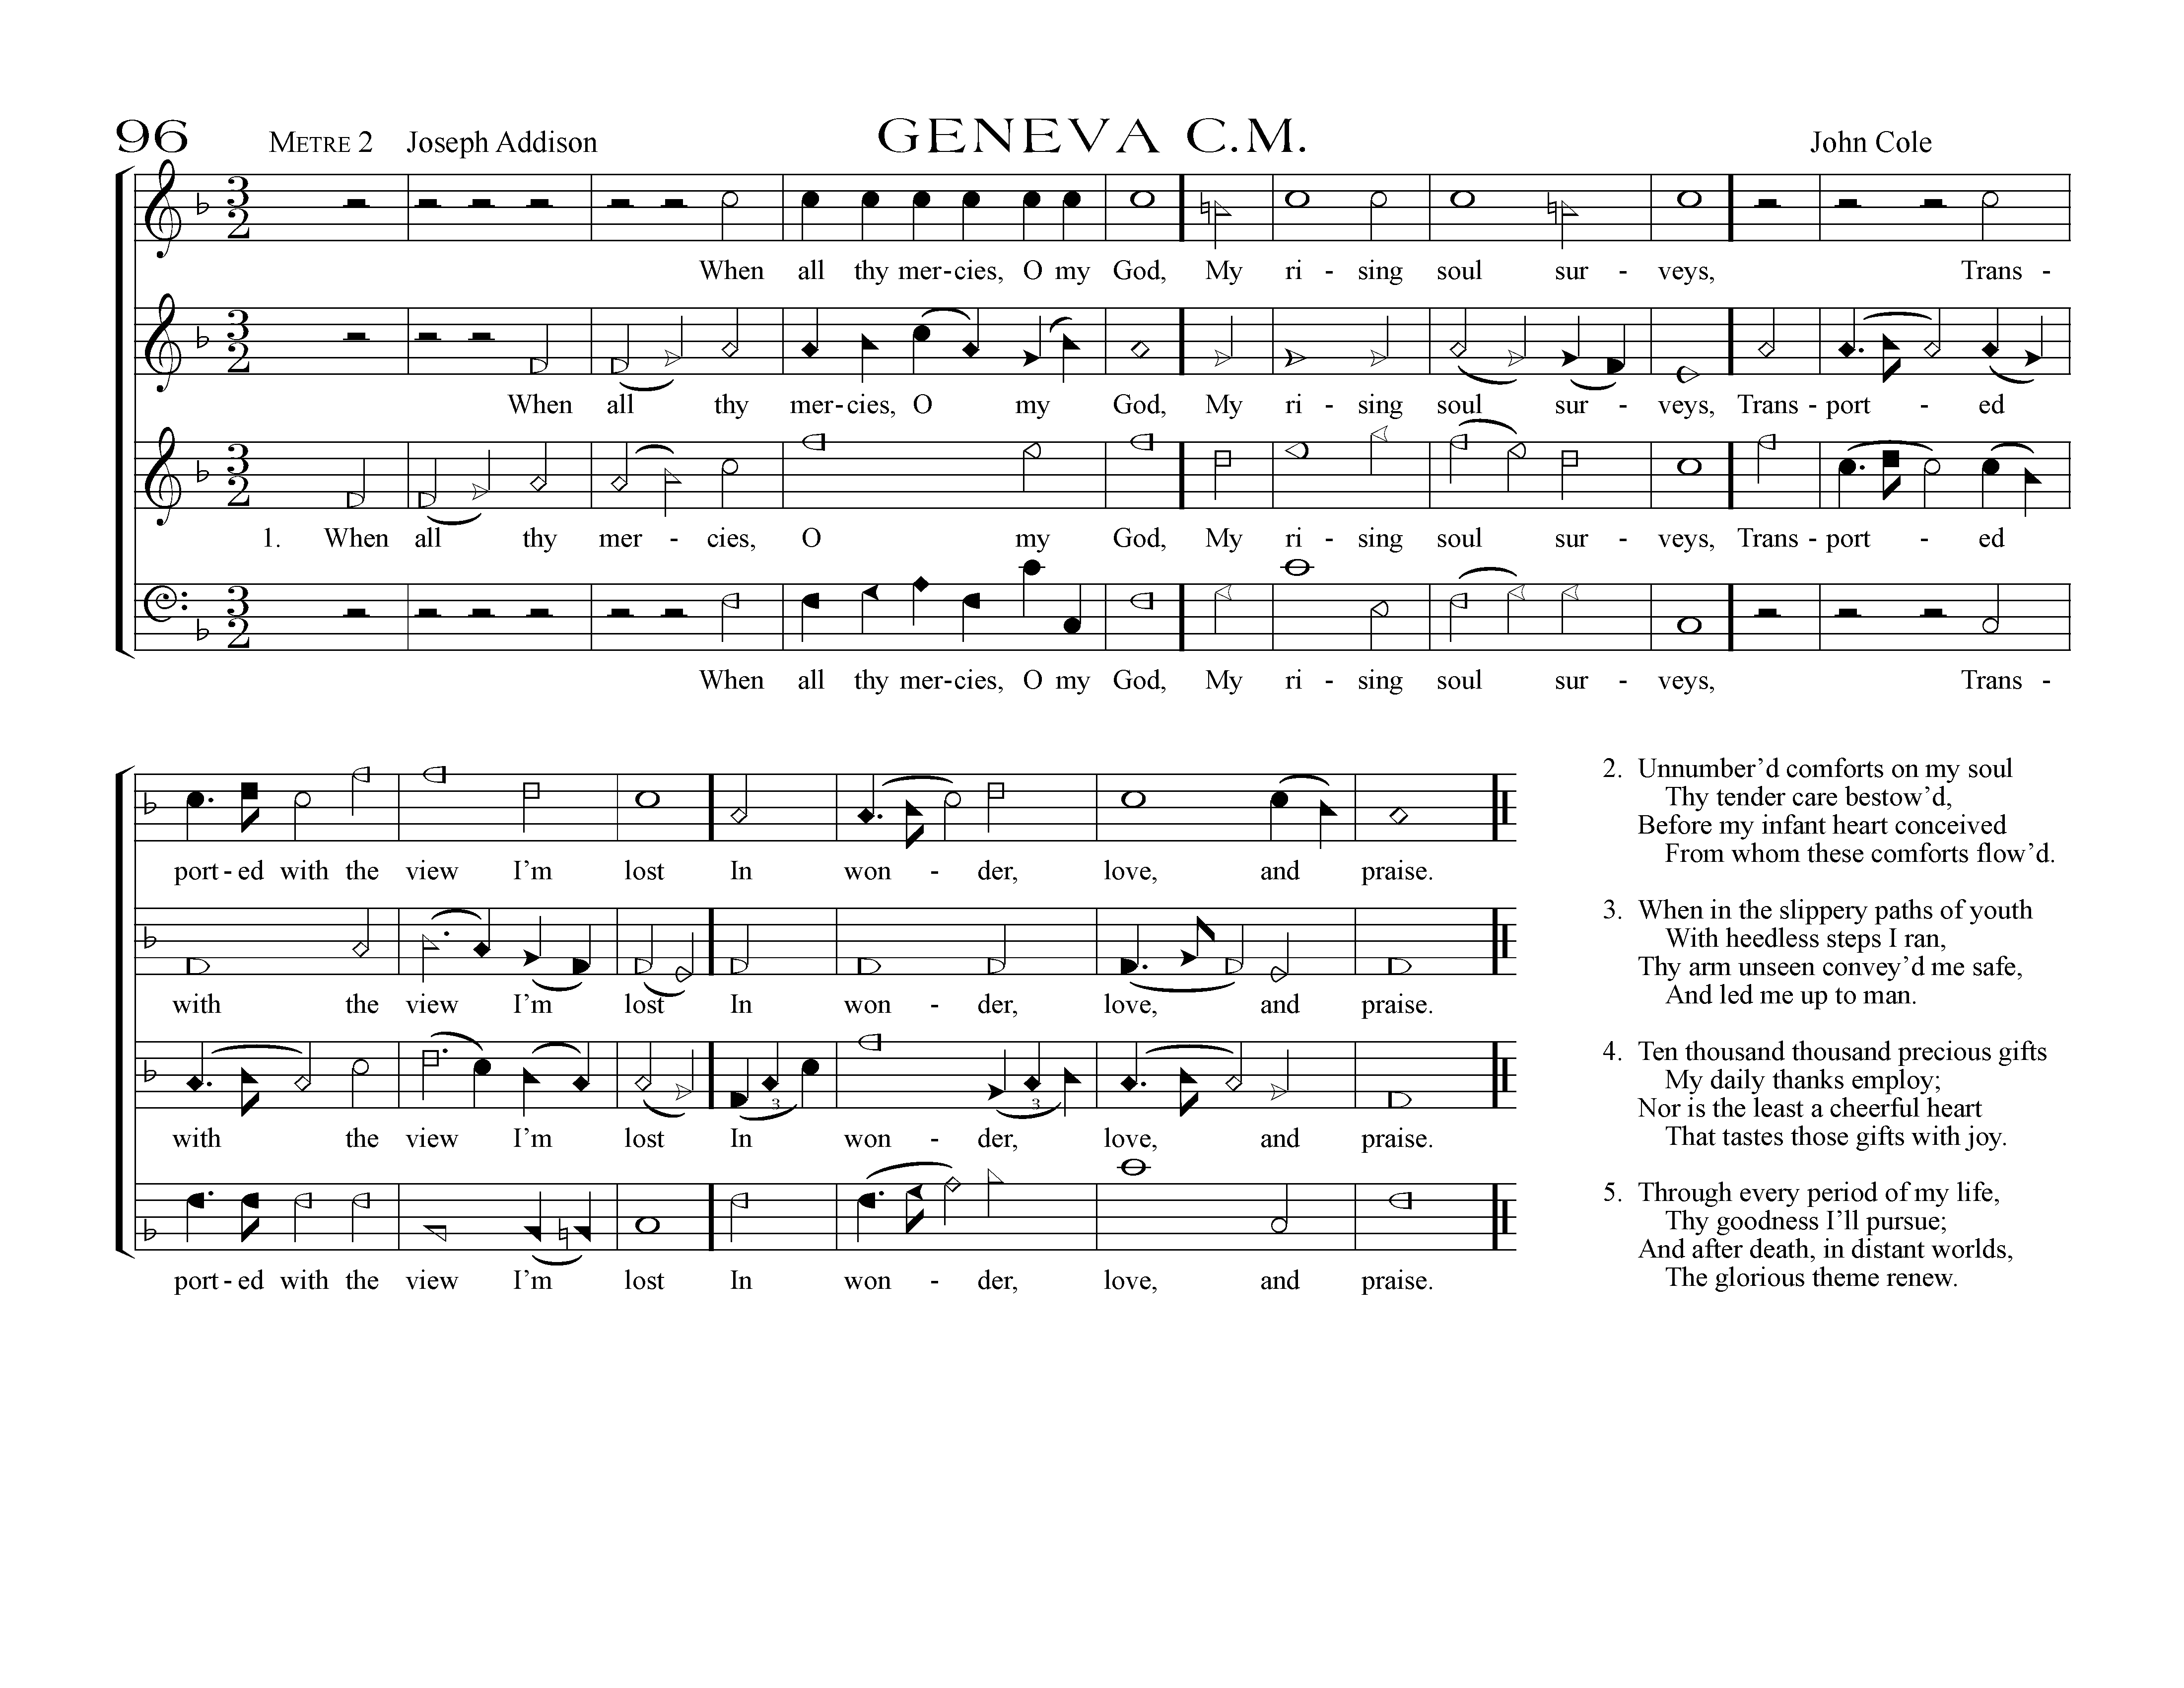 96 METRE 2 Joseph Addison GENEVA C.M. John Cole
3 2
When all thy mer-cies, O my God, My ri - sing soul sur - veys, Trans -
3 2
When all thy mer-cies, O my God, My ri - sing soul sur - veys, Trans - port - ed
3 2
1. When all thy mer - cies, O my God, My ri - sing soul sur - veys, Trans - port - ed
3 2
When all thy mer-cies, O my God, My ri - sing soul sur - veys, Trans -
port - ed with the view I'm lost In won - der, love, and praise.
with the view I'm lost In won - der, love, and praise.
3 3
with the view I'm lost In won - der, love, and praise.
port - ed with the view I'm lost In won - der, love, and praise.
2. Unnumber'd comforts on my soul
Thy tender care bestow'd,
Before my infant heart conceived
From whom these comforts flow'd.
3. When in the slippery paths of youth
With heedless steps I ran,
Thy arm unseen convey'd me safe,
And led me up to man.
4. Ten thousand thousand precious gifts
My daily thanks employ;
Nor is the least a cheerful heart
That tastes those gifts with joy.
5. Through every period of my life,
Thy goodness I'll pursue;
And after death, in distant worlds,
The glorious theme renew.